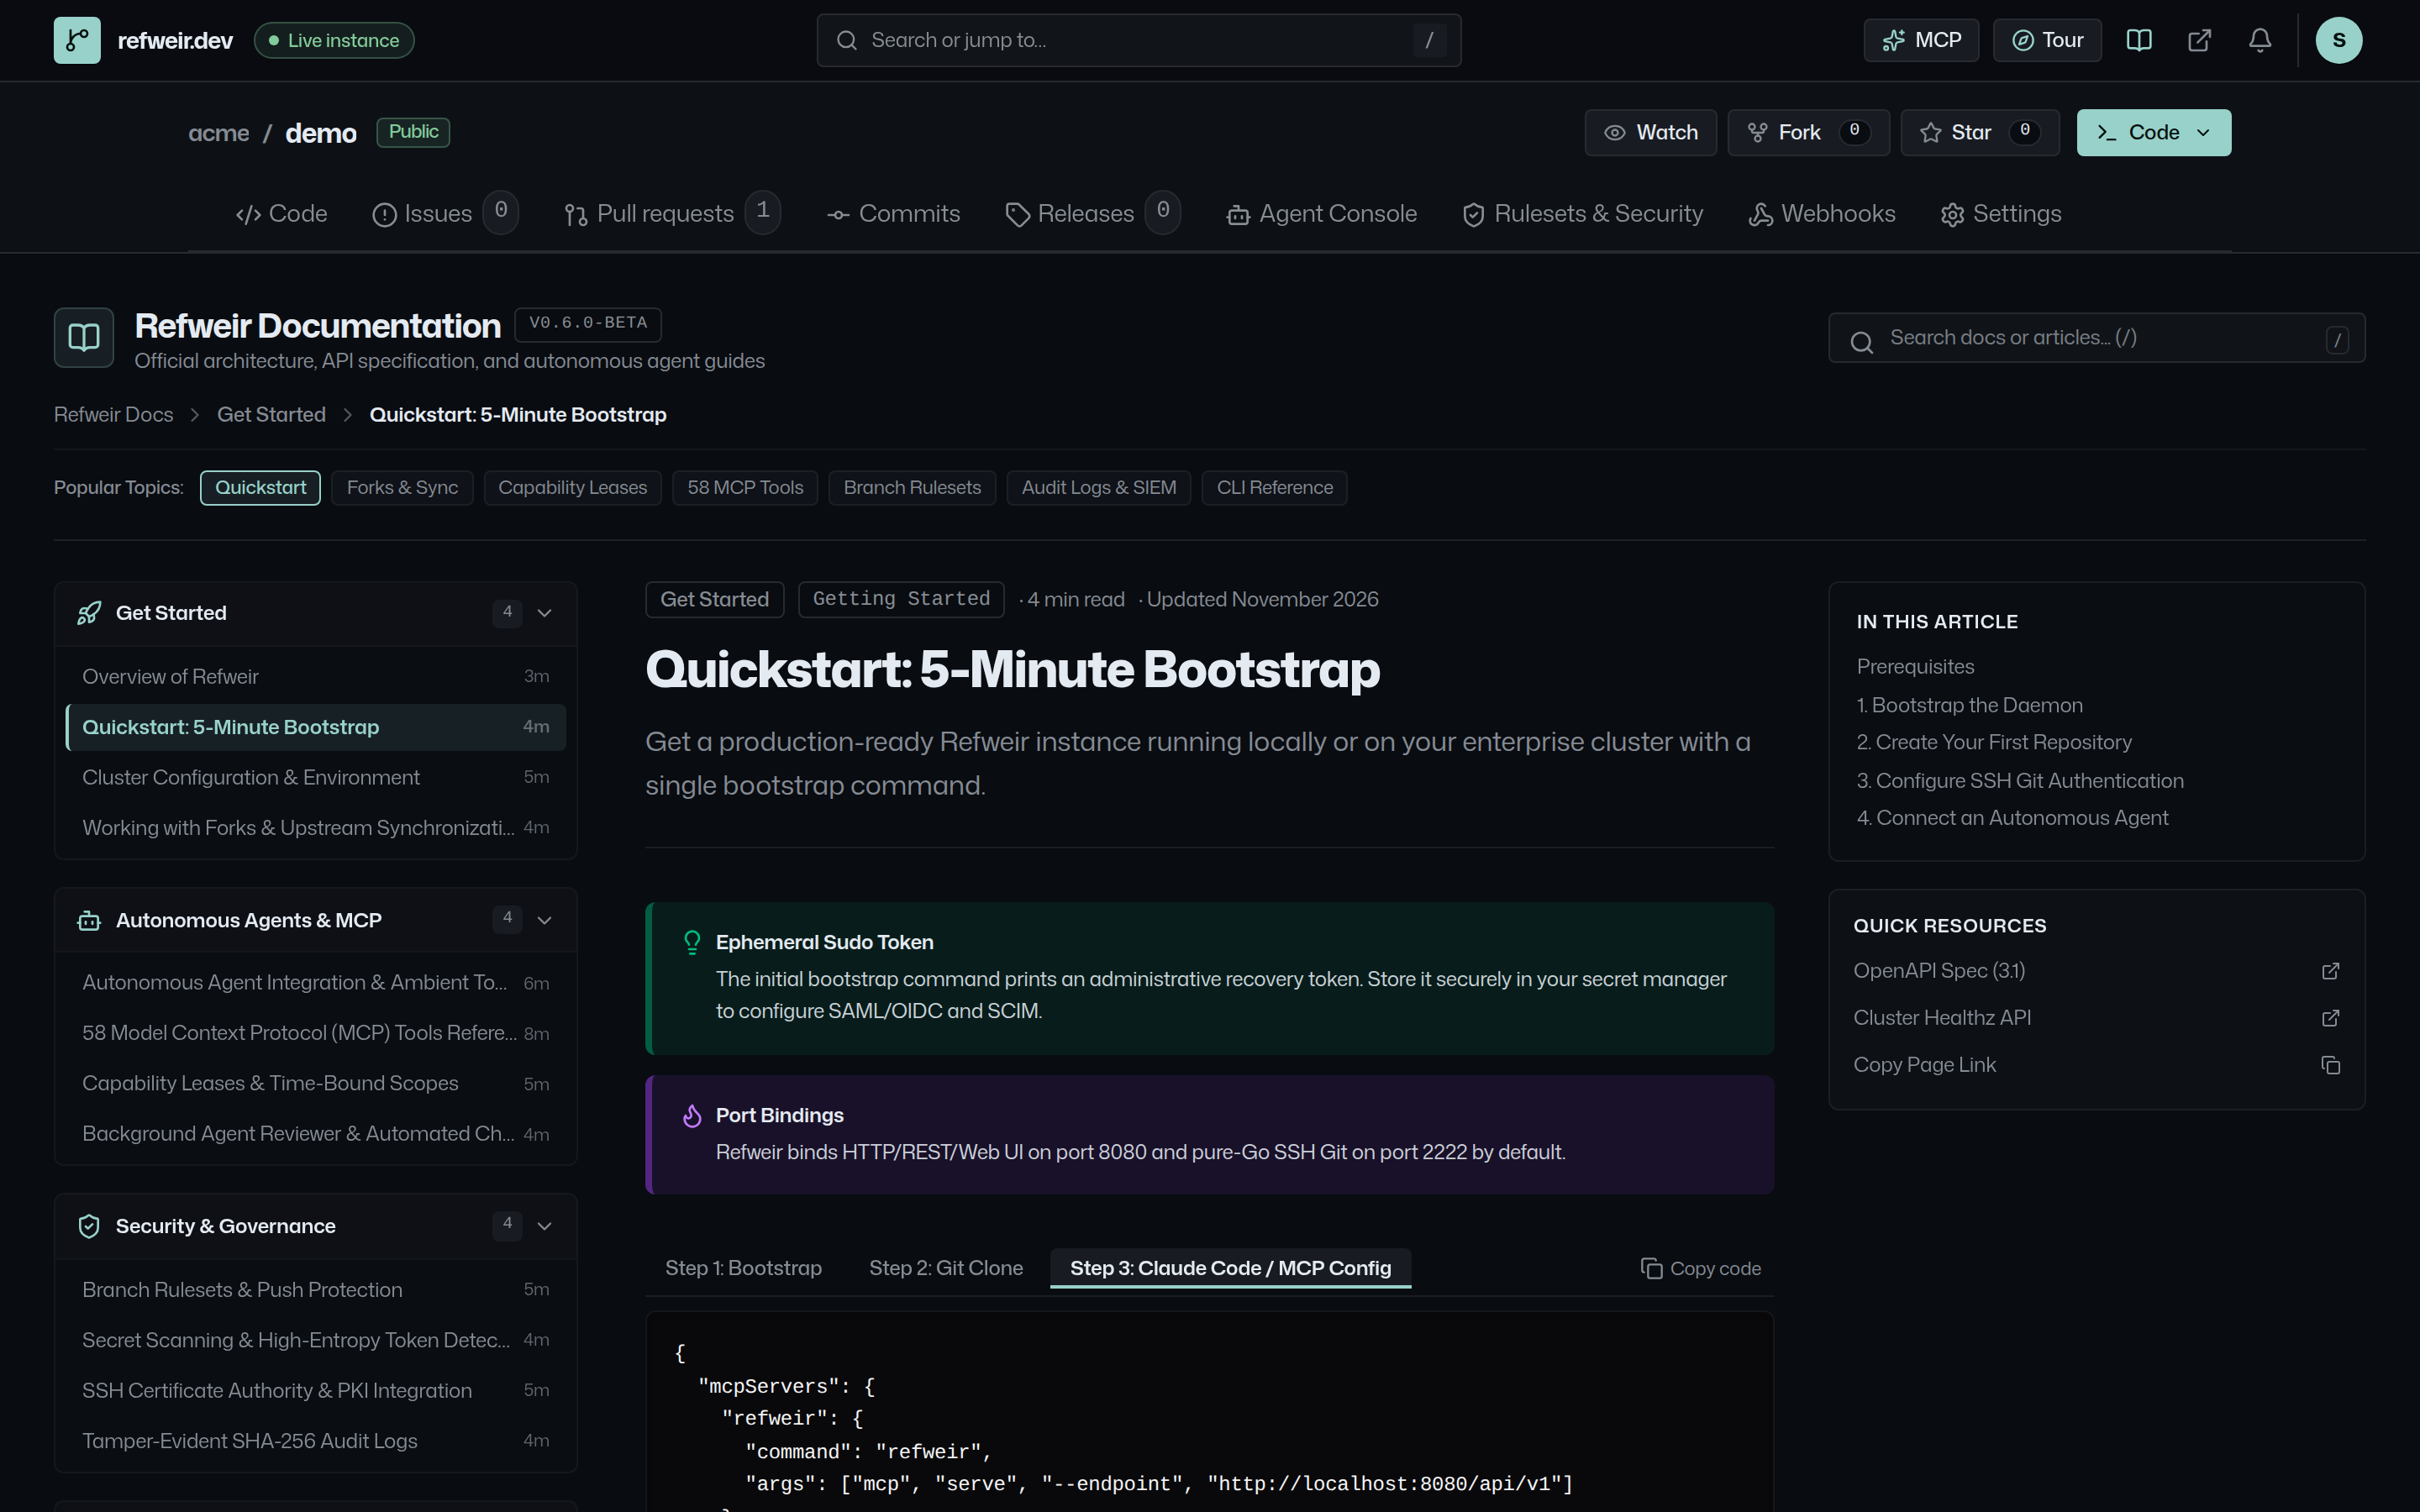 refweir.dev
Live instance
Search or jump to...
/
MCP
Tour
S
acme / demo
Public
Watch
Fork 0
Star 0
Code
Code
Issues 0
Pull requests 1
Commits
Releases 0
Agent Console
Rulesets & Security
Webhooks
Settings
Refweir Documentation
V0.6.0-BETA
Official architecture, API specification, and autonomous agent guides
Search docs or articles... (/)
/
Refweir Docs > Get Started > Quickstart: 5-Minute Bootstrap
Popular Topics:
Quickstart
Forks & Sync
Capability Leases
58 MCP Tools
Branch Rulesets
Audit Logs & SIEM
CLI Reference
Get Started 4
Overview of Refweir 3m
Quickstart: 5-Minute Bootstrap 4m
Cluster Configuration & Environment 5m
Working with Forks & Upstream Synchronizati... 4m
Autonomous Agents & MCP 4
Autonomous Agent Integration & Ambient To... 6m
58 Model Context Protocol (MCP) Tools Refere... 8m
Capability Leases & Time-Bound Scopes 5m
Background Agent Reviewer & Automated Ch... 4m
Security & Governance 4
Branch Rulesets & Push Protection 5m
Secret Scanning & High-Entropy Token Detec... 4m
SSH Certificate Authority & PKI Integration 5m
Tamper-Evident SHA-256 Audit Logs 4m
Get Started
Getting Started
· 4 min read
· Updated November 2026
Quickstart: 5-Minute Bootstrap
Get a production-ready Refweir instance running locally or on your enterprise cluster with a
single bootstrap command.
Ephemeral Sudo Token
The initial bootstrap command prints an administrative recovery token. Store it securely in your secret manager
to configure SAML/OIDC and SCIM.
Port Bindings
Refweir binds HTTP/REST/Web UI on port 8080 and pure-Go SSH Git on port 2222 by default.
Step 1: Bootstrap
Step 2: Git Clone
Step 3: Claude Code / MCP Config
Copy code
{
"mcpServers": {
"refweir": {
"command": "refweir",
"args": ["mcp", "serve", "--endpoint", "http://localhost:8080/api/v1"]
}
IN THIS ARTICLE
Prerequisites
1. Bootstrap the Daemon
2. Create Your First Repository
3. Configure SSH Git Authentication
4. Connect an Autonomous Agent
QUICK RESOURCES
OpenAPI Spec (3.1)
Cluster Healthz API
Copy Page Link